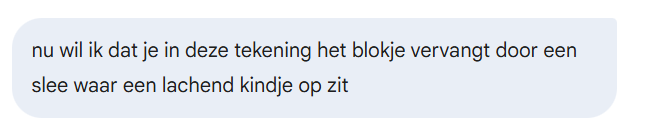 nu wil ik dat je in deze tekening het blokje vervangt door een
slee waar een lachend kindje op zit